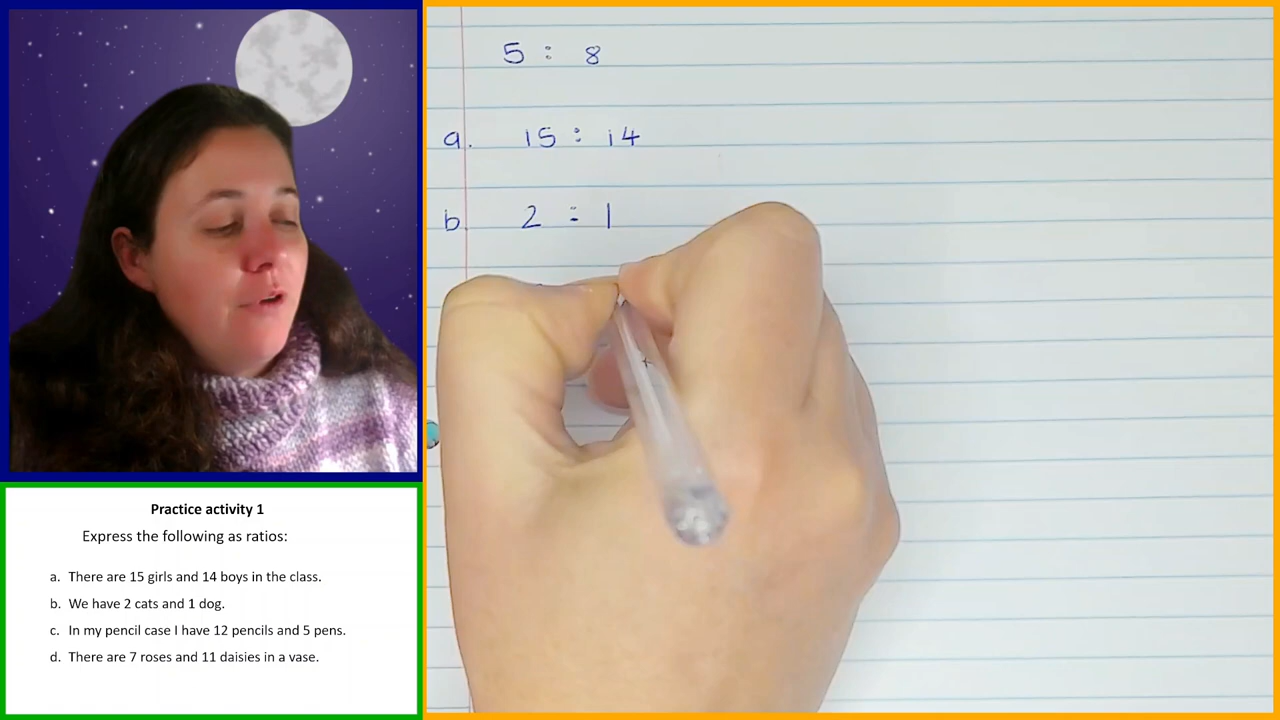 5 : 8
a. 15 : 14
b. 2 : 1
Practice activity 1
Express the following as ratios:
a. There are 15 girls and 14 boys in the class.
b. We have 2 cats and 1 dog.
c. In my pencil case I have 12 pencils and 5 pens.
d. There are 7 roses and 11 daisies in a vase.